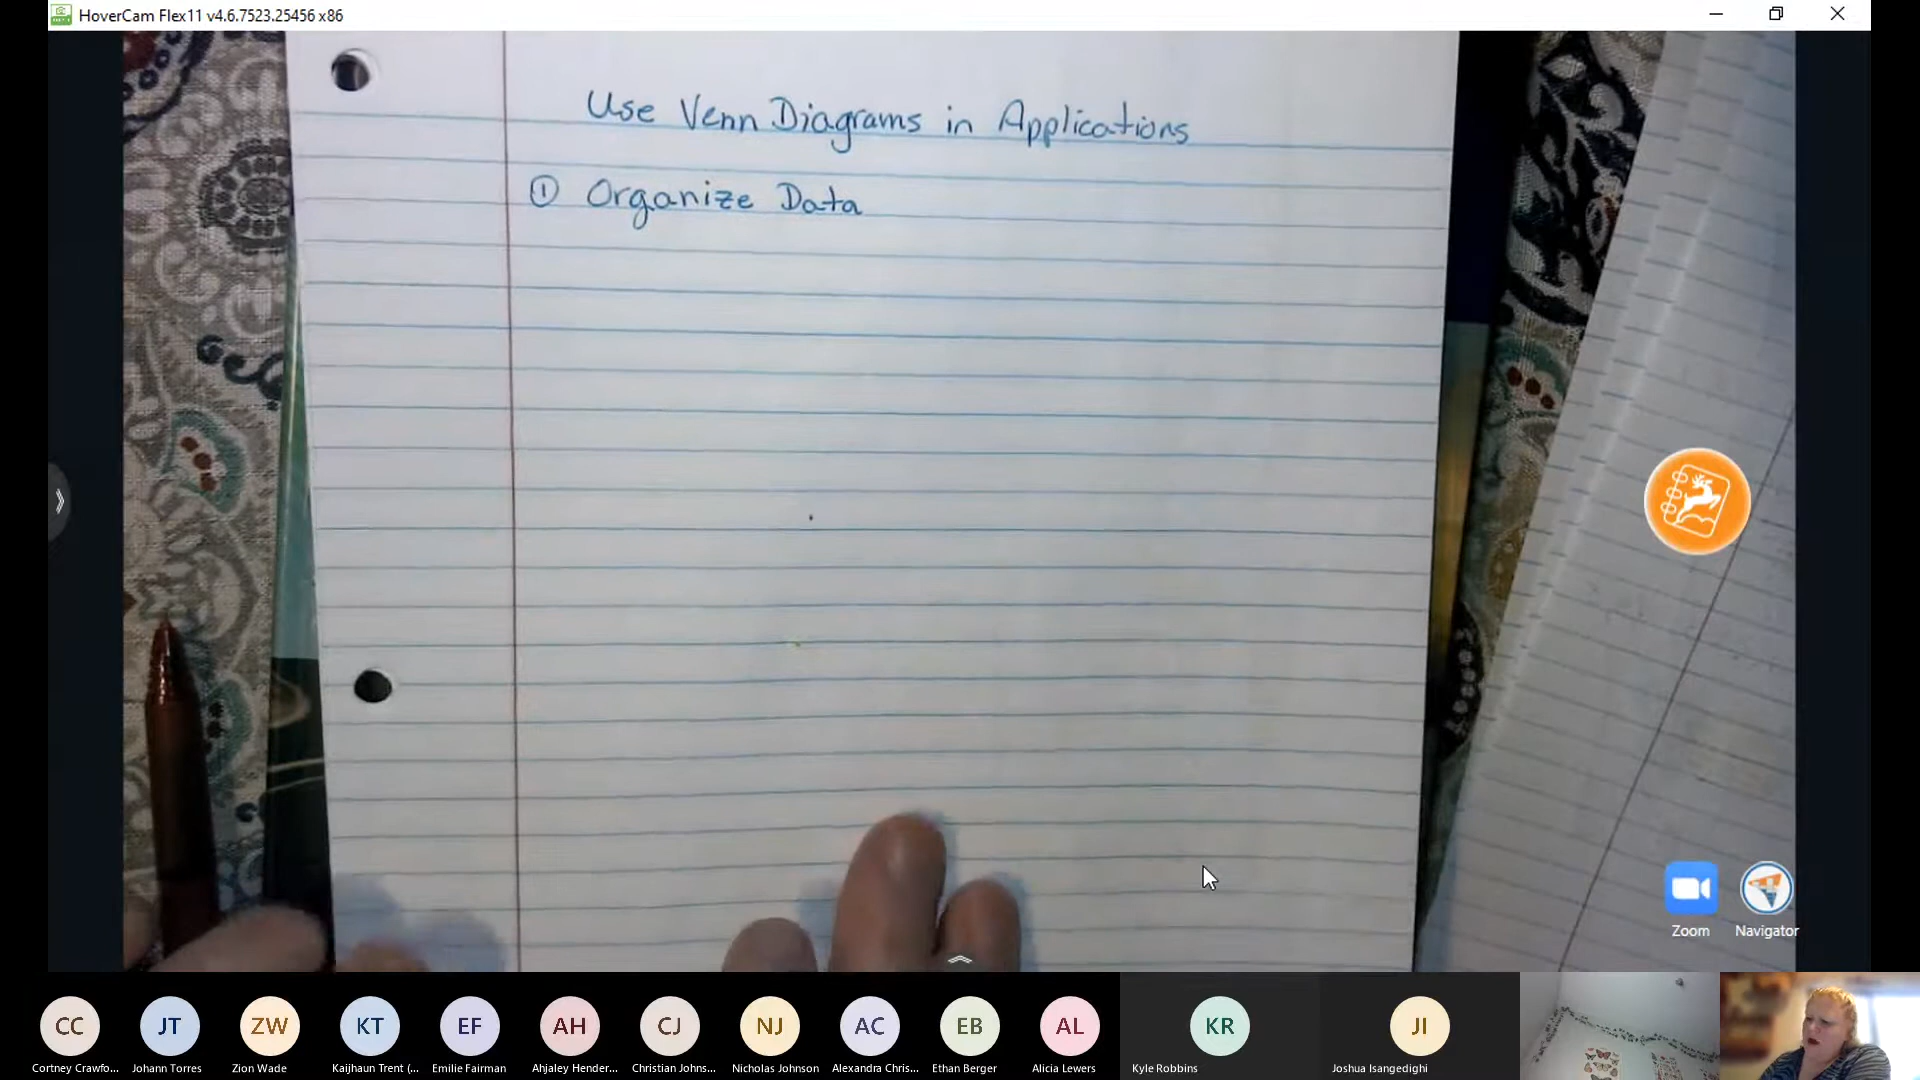 HoverCam Flex11 v4.6.7523.25456 x86
Use Venn Diagrams in Applications
① Organize Data
Zoom
Navigator
CC
JT
ZW
KT
EF
AH
CJ
NJ
AC
EB
AL
KR
JI
Cortney Crawfo...
Johann Torres
Zion Wade
Kaijhaun Trent (...
Emilie Fairman
Ahjaley Hender...
Christian Johns...
Nicholas Johnson
Alexandra Chris...
Ethan Berger
Alicia Lewers
Kyle Robbins
Joshua Isangedighi